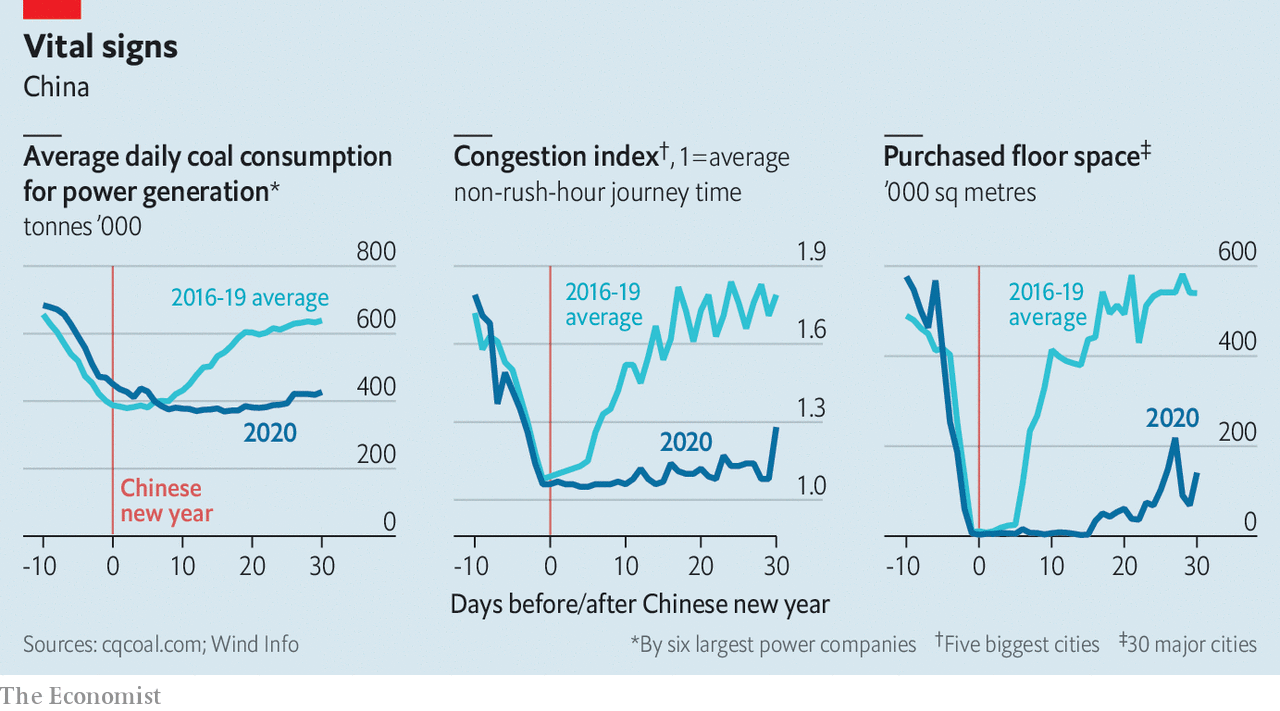 Vital signs
China
Average daily coal consumption
for power generation*
tonnes ’000
800
600
400
200
0
2016-19 average
2020
Chinese
new year
-10 0 10 20 30
Congestion index†, 1=average
non-rush-hour journey time
1.9
1.6
1.3
1.0
2016-19
average
2020
-10 0 10 20 30
Days before/after Chinese new year
Purchased floor space‡
’000 sq metres
600
400
200
0
2016-19
average
2020
-10 0 10 20 30
Sources: cqcoal.com; Wind Info
*By six largest power companies †Five biggest cities ‡30 major cities
The Economist